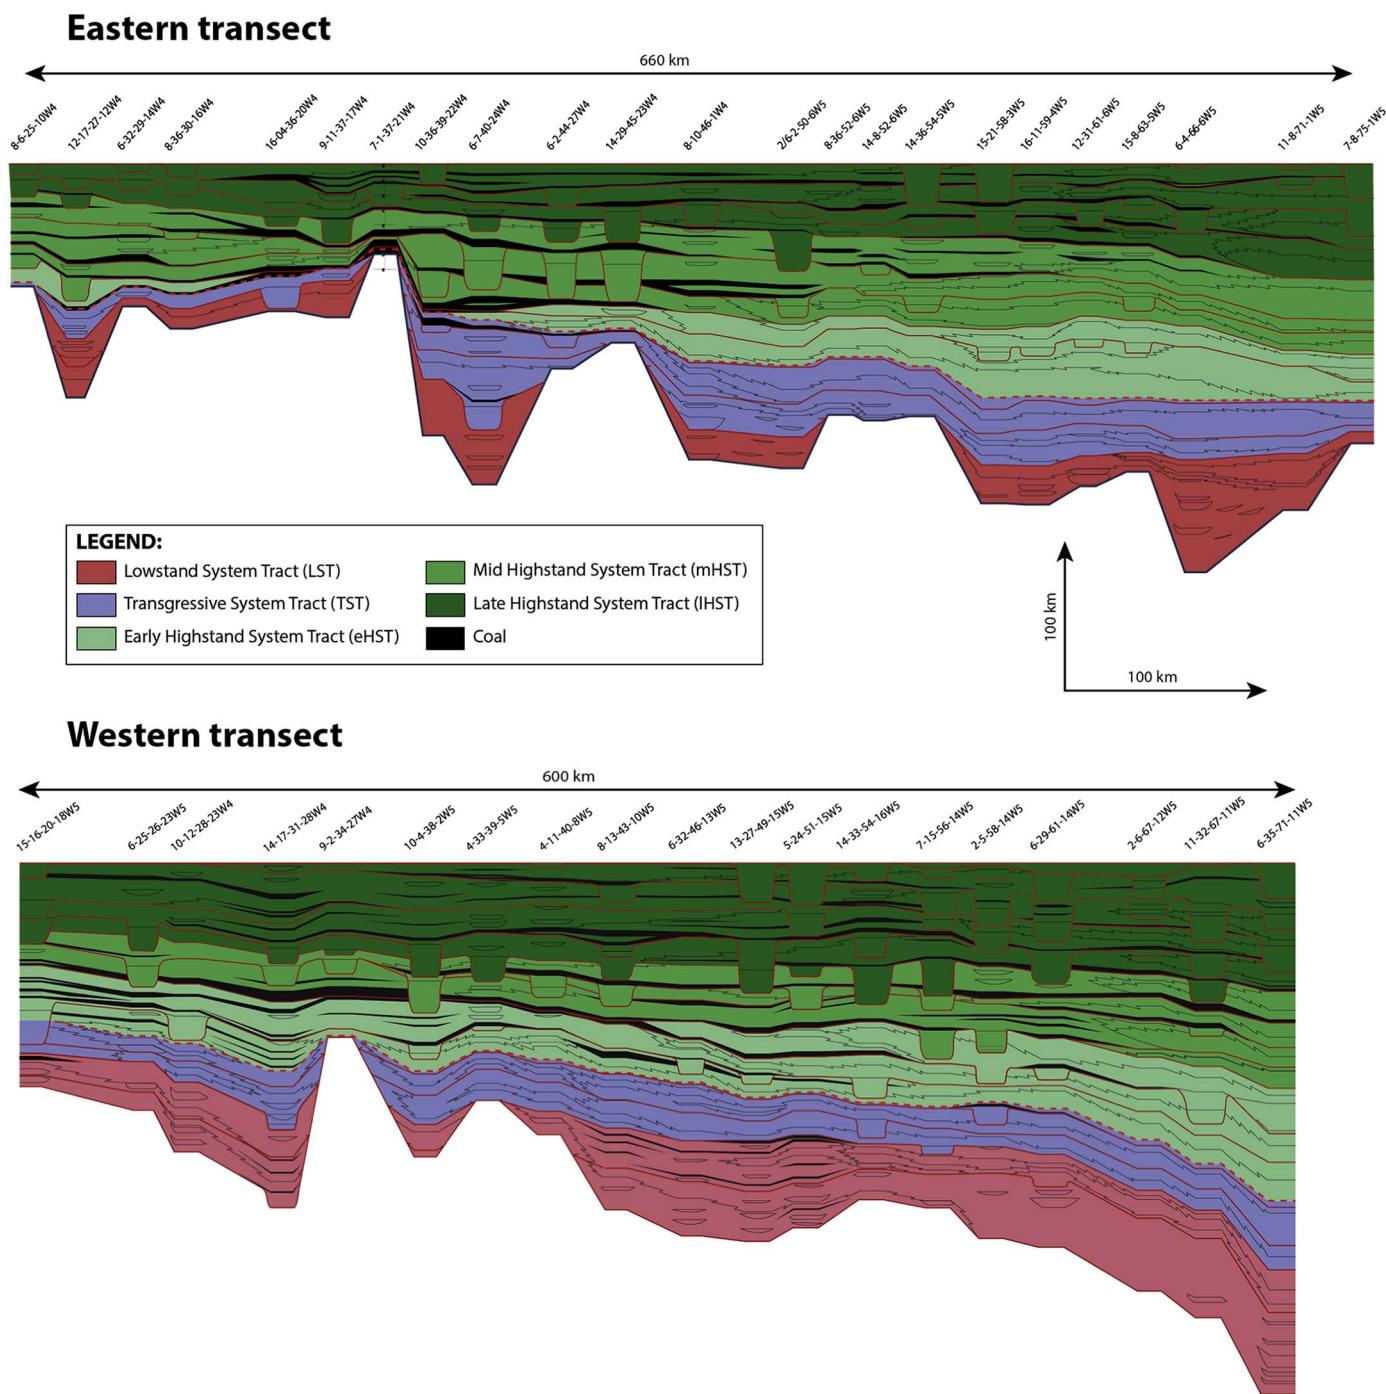 Eastern transect
660 km
8-6-25-10W4
12-17-27-12W4
6-32-29-14W4
8-36-30-16W4
16-04-36-20W4
9-11-37-17W4
7-1-37-21W4
10-36-39-22W4
6-7-40-24W4
6-2-44-27W4
14-29-45-23W4
8-10-46-1W4
2/6-2-50-6W5
8-36-52-6W5
14-8-52-6W5
14-36-54-5W5
15-21-58-3W5
16-11-59-4W5
12-31-61-6W5
15-8-63-5W5
6-4-66-6W5
11-8-71-1W5
7-8-75-1W5
LEGEND:
Lowstand System Tract (LST)
Transgressive System Tract (TST)
Early Highstand System Tract (eHST)
Mid Highstand System Tract (mHST)
Late Highstand System Tract (lHST)
Coal
100 km
100 km
Western transect
600 km
15-16-20-18W5
6-25-26-23W5
10-12-28-23W4
14-17-31-28W4
9-2-34-27W4
10-4-38-2W5
4-33-39-5W5
4-11-40-8W5
8-13-43-10W5
6-32-46-13W5
13-27-49-15W5
5-24-51-15W5
14-33-54-16W5
7-15-56-14W5
2-5-58-14W5
6-29-61-14W5
2-6-67-12W5
11-32-67-11W5
6-35-71-11W5